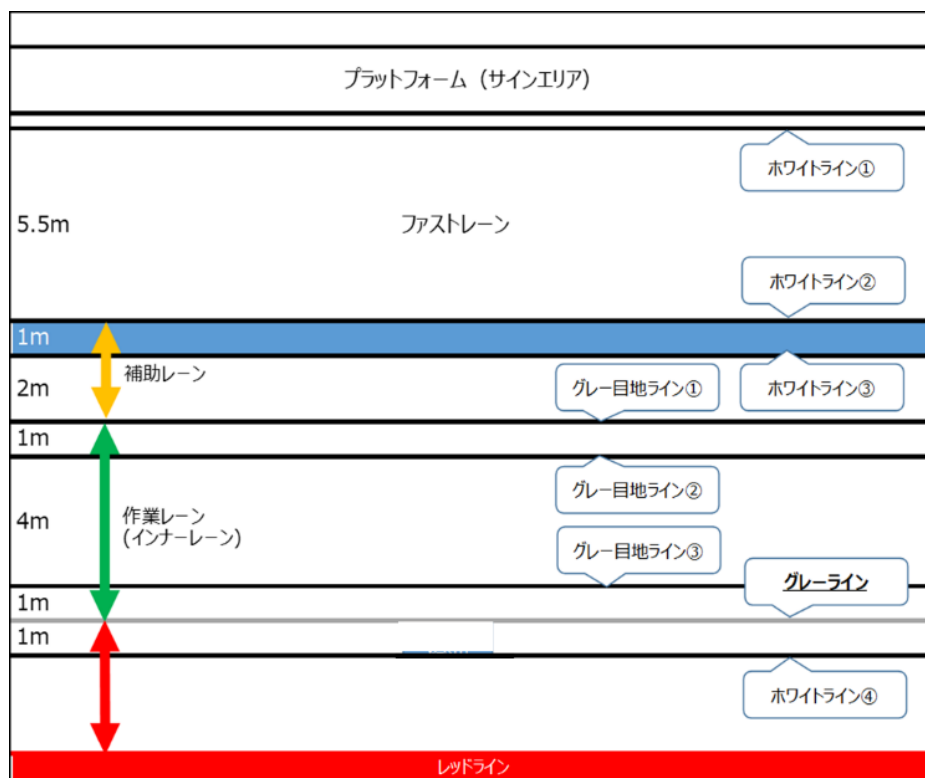 プラットフォーム（サインエリア）
ホワイトライン①
5.5m
ファストレーン
ホワイトライン②
1m
補助レーン
2m
グレー目地ライン①
ホワイトライン③
1m
グレー目地ライン②
4m
作業レーン
(インナーレーン)
グレー目地ライン③
グレーライン
1m
1m
ホワイトライン④
レッドライン